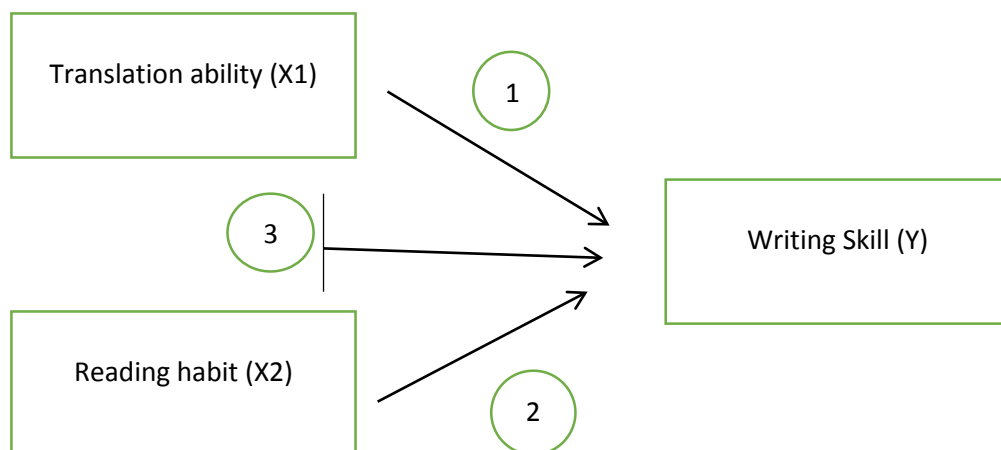 Translation ability (X1)
1
3
Writing Skill (Y)
Reading habit (X2)
2